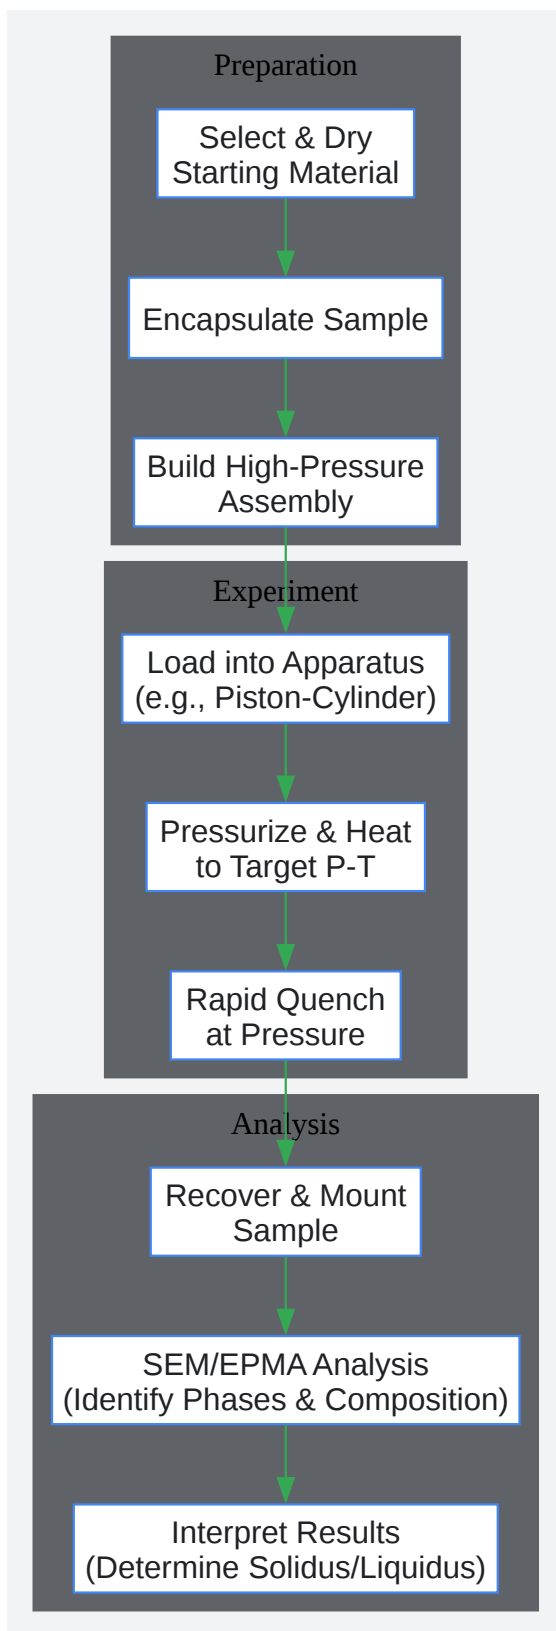 Preparation
Select & Dry
Starting Material
Encapsulate Sample
Build High-Pressure
Assembly
Experiment
Load into Apparatus
(e.g., Piston-Cylinder)
Pressurize & Heat
to Target P-T
Rapid Quench
at Pressure
Analysis
Recover & Mount
Sample
SEM/EPMA Analysis
(Identify Phases & Composition)
Interpret Results
(Determine Solidus/Liquidus)